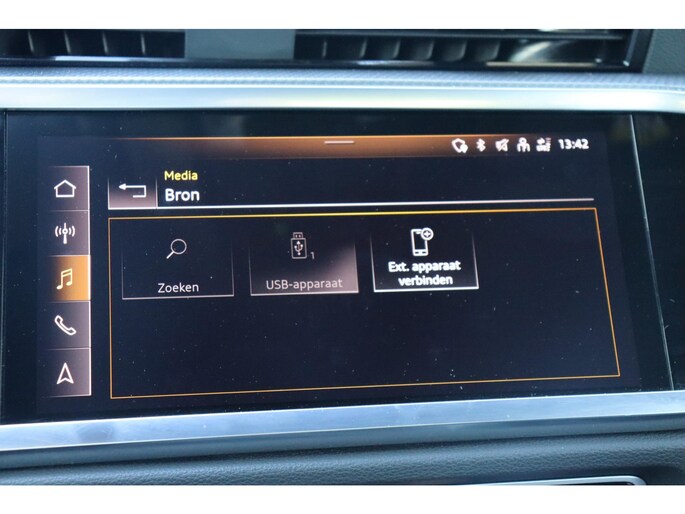 13:42
Media
Bron
Zoeken
1
USB-apparaat
Ext. apparaat
verbinden